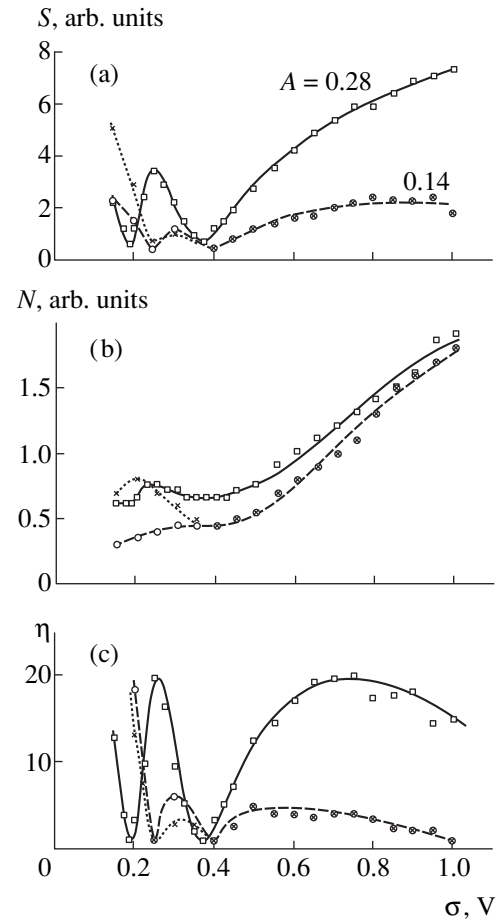 S, arb. units
8
(a)
A = 0.28
6
4
0.14
2
0
N, arb. units
(b)
1.5
1.0
0.5
0
η
(c)
20
10
0 0.2 0.4 0.6 0.8 1.0
σ, V